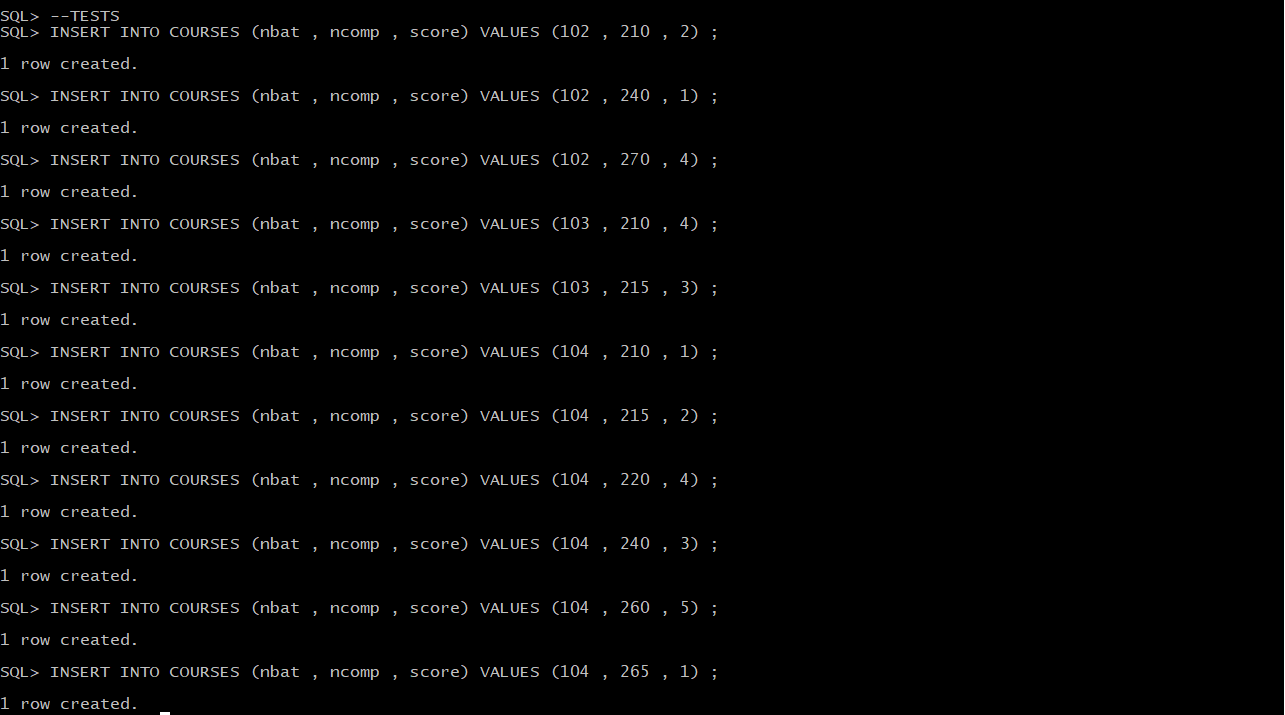 SQL> --TESTS
SQL> INSERT INTO COURSES (nbat , ncomp , score) VALUES (102 , 210 , 2) ;
1 row created.
SQL> INSERT INTO COURSES (nbat , ncomp , score) VALUES (102 , 240 , 1) ;
1 row created.
SQL> INSERT INTO COURSES (nbat , ncomp , score) VALUES (102 , 270 , 4) ;
1 row created.
SQL> INSERT INTO COURSES (nbat , ncomp , score) VALUES (103 , 210 , 4) ;
1 row created.
SQL> INSERT INTO COURSES (nbat , ncomp , score) VALUES (103 , 215 , 3) ;
1 row created.
SQL> INSERT INTO COURSES (nbat , ncomp , score) VALUES (104 , 210 , 1) ;
1 row created.
SQL> INSERT INTO COURSES (nbat , ncomp , score) VALUES (104 , 215 , 2) ;
1 row created.
SQL> INSERT INTO COURSES (nbat , ncomp , score) VALUES (104 , 220 , 4) ;
1 row created.
SQL> INSERT INTO COURSES (nbat , ncomp , score) VALUES (104 , 240 , 3) ;
1 row created.
SQL> INSERT INTO COURSES (nbat , ncomp , score) VALUES (104 , 260 , 5) ;
1 row created.
SQL> INSERT INTO COURSES (nbat , ncomp , score) VALUES (104 , 265 , 1) ;
1 row created.